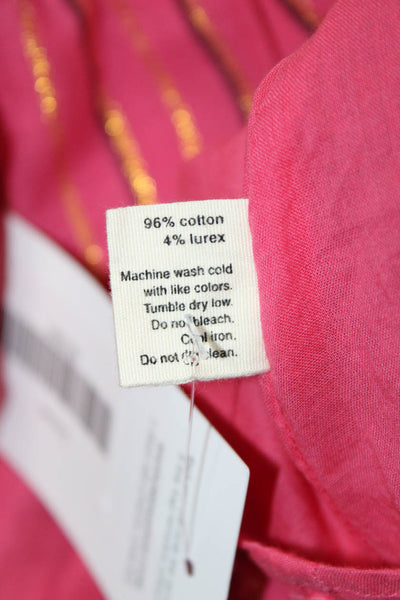 96% cotton
4% lurex
Machine wash cold
with like colors.
Tumble dry low.
Do not bleach.
Cool iron.
Do not dry clean.